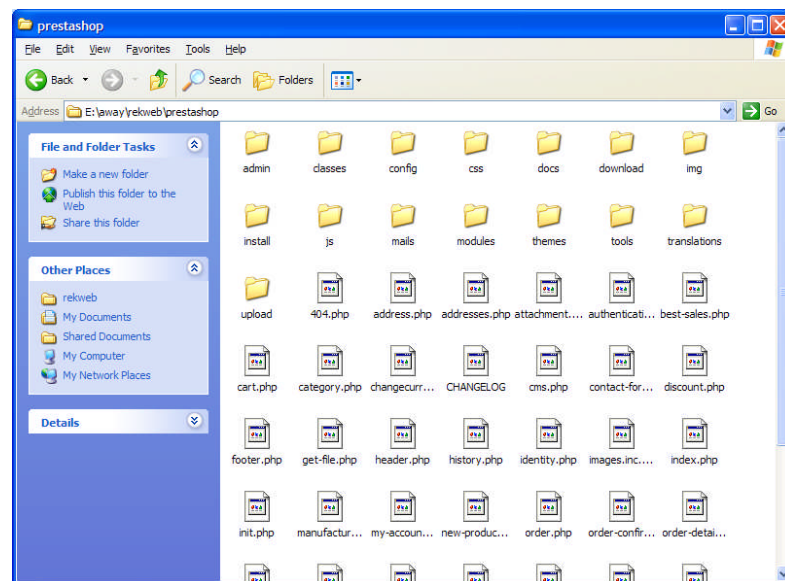 prestashop
File Edit View Favorites Tools Help
Back Search Folders
Address E:\away\rekweb\prestashop Go
File and Folder Tasks
Make a new folder
Publish this folder to the
Web
Share this folder
Other Places
rekweb
My Documents
Shared Documents
My Computer
My Network Places
Details
admin classes config css docs download img
install js mails modules themes tools translations
upload 404.php address.php addresses.php attachment.... authenticati... best-sales.php
cart.php category.php changecurr... CHANGELOG cms.php contact-for... discount.php
footer.php get-file.php header.php history.php identity.php images.inc.... index.php
init.php manufactur... my-accoun... new-produc... order.php order-confir... order-detai...